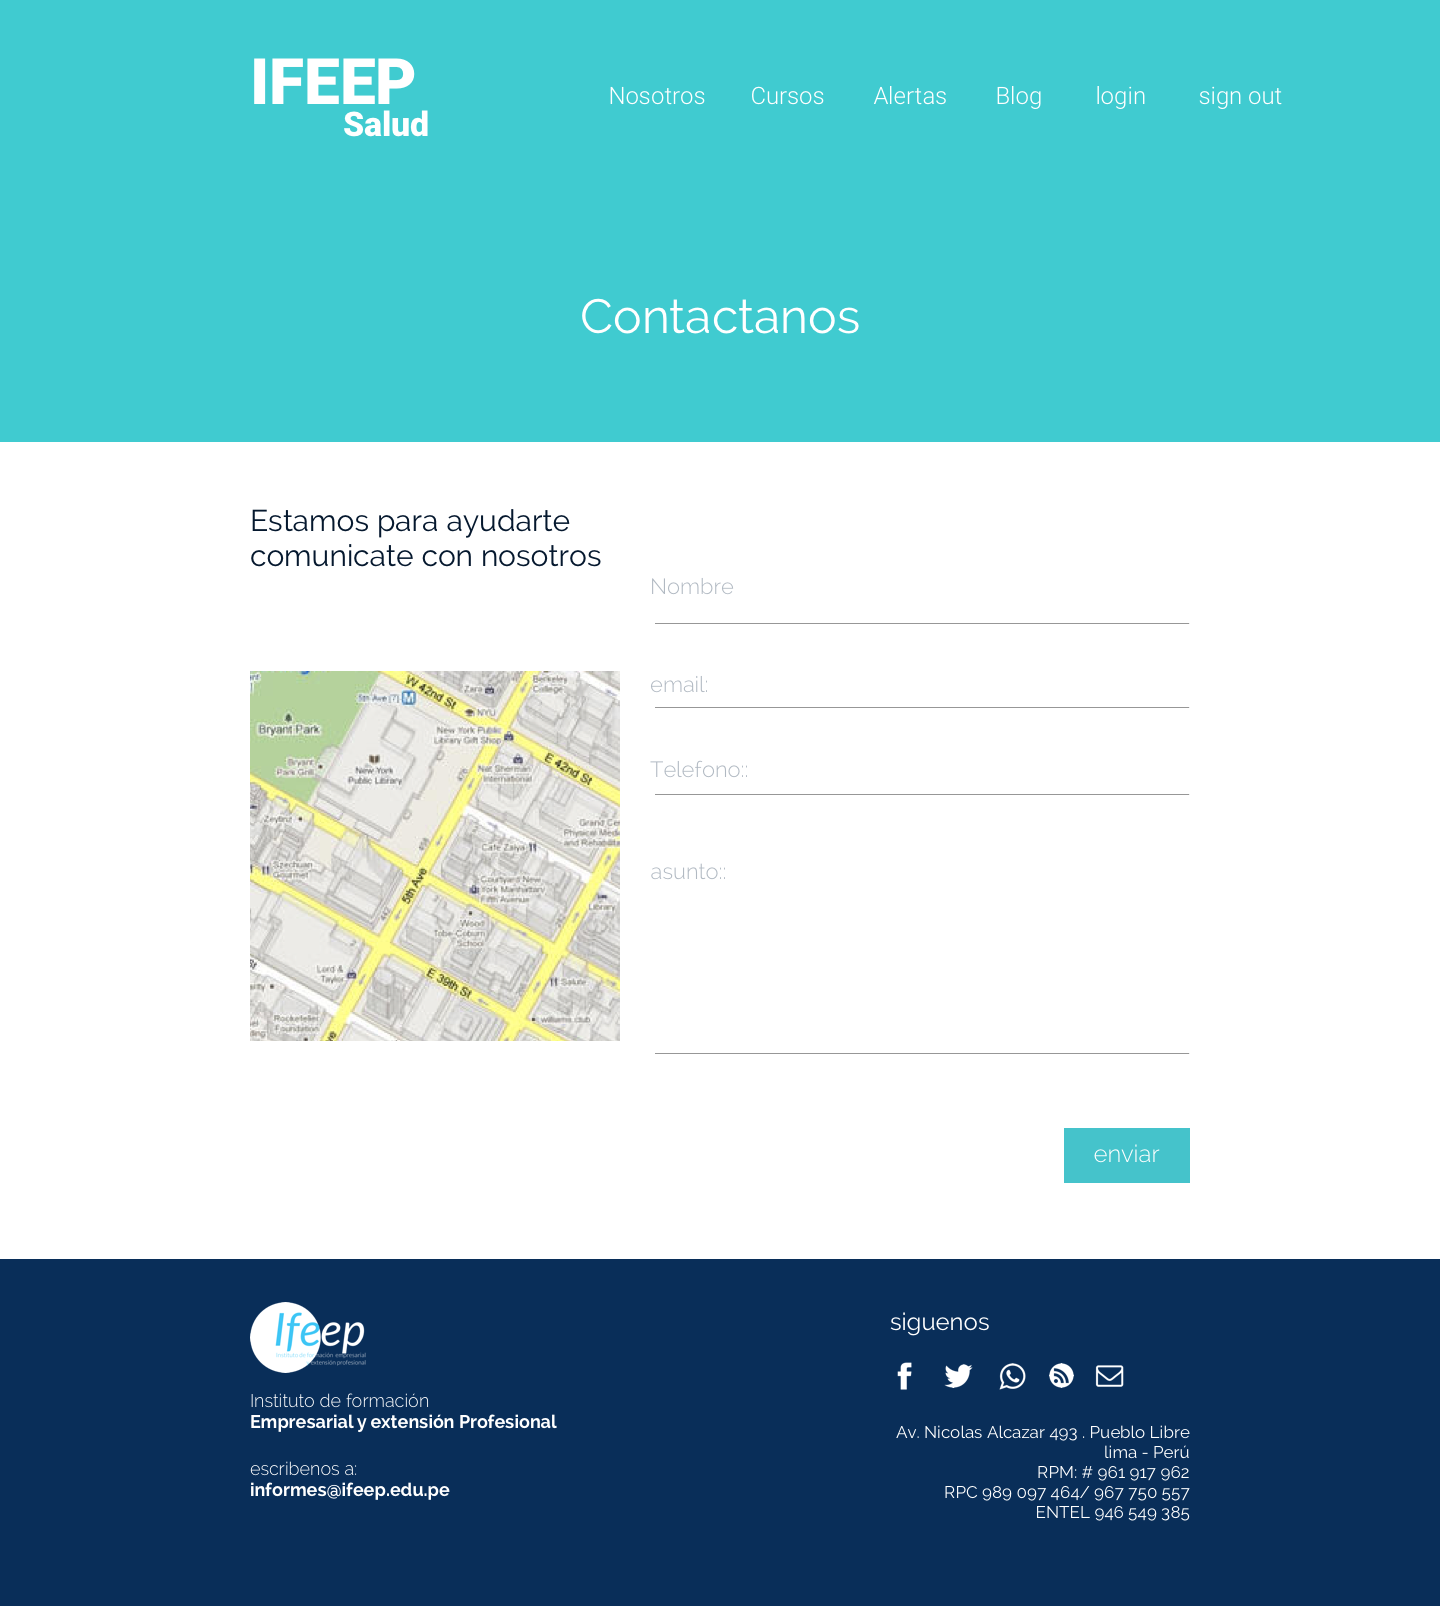 IFEEP
Salud
Nosotros Cursos Alertas Blog login sign out
Contactanos
Estamos para ayudarte
comunicate con nosotros
Nombre
email:
Telefono::
asunto::
enviar
W 42nd St
Berkeley
College
Zara
5th Ave (7) M
NYU
Bryant Park
New York Public
Library Gift Shop
E 42nd St
Bryant
Park Grill
New York
Public Library
Nat Sherman
International
Zeytinz
Grand Cen
Physical Medic
and Rehabilita
Cafe Zaiya
Szechuan
Gourmet
5th Ave
Courtyard New
York Manhattan/
Fifth Avenue
Library
Wood
Tobe-Coburn
School
Lord &
Taylor
E 39th St
Salute
Rockefeller
Foundation
williams club
Ifeep
Instituto de formación empresarial
extensión profesional
Instituto de formación
Empresarial y extensión Profesional
escribenos a:
informes@ifeep.edu.pe
siguenos
Av. Nicolas Alcazar 493 . Pueblo Libre
lima - Perú
RPM: # 961 917 962
RPC 989 097 464/ 967 750 557
ENTEL 946 549 385